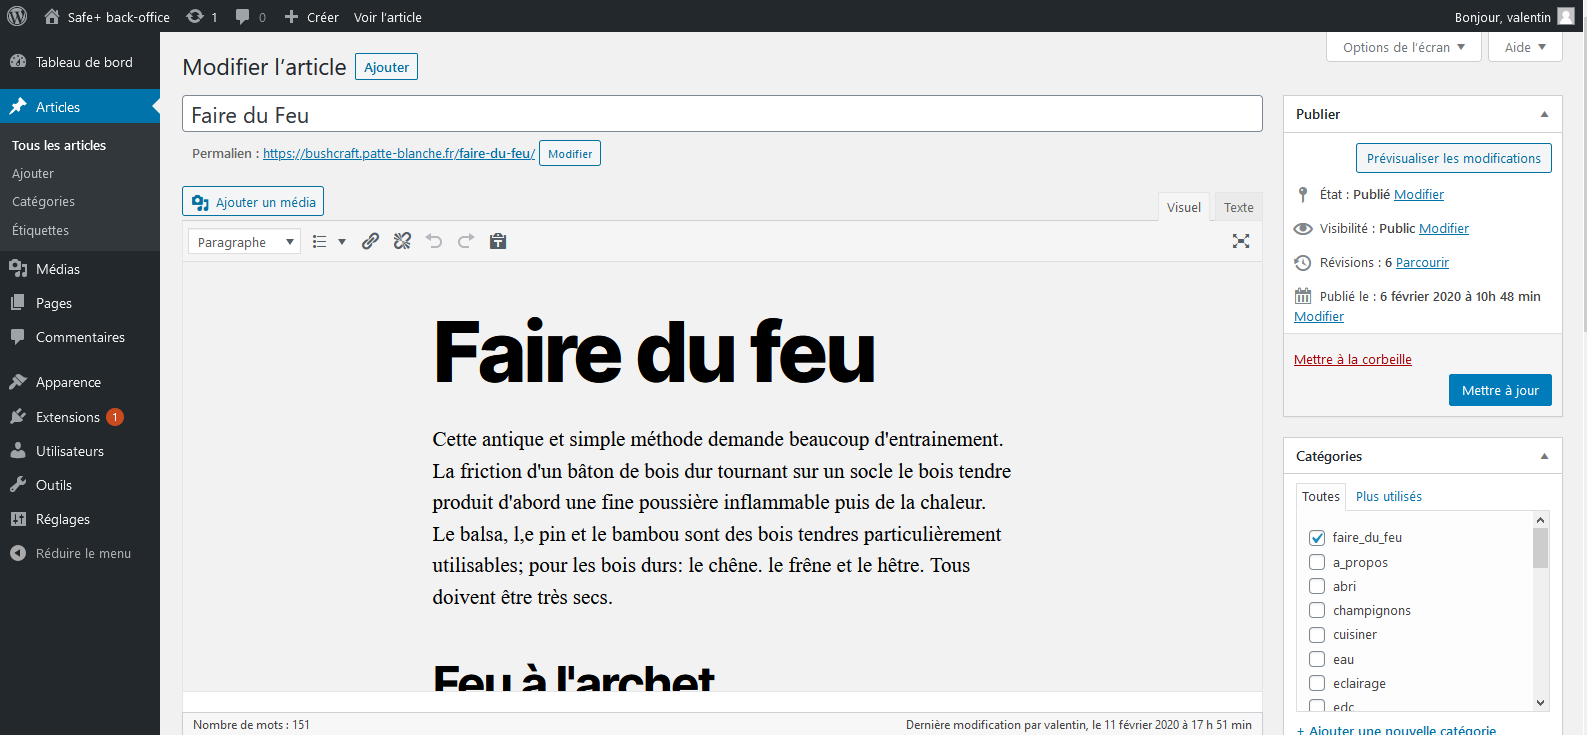 Safe+ back-office 1 0 Créer Voir l'article Bonjour, valentin
Options de l'écran Aide
Tableau de bord
Articles
Tous les articles
Ajouter
Catégories
Étiquettes
Médias
Pages
Commentaires
Apparence
Extensions 1
Utilisateurs
Outils
Réglages
Réduire le menu
Modifier l’article Ajouter
Faire du Feu
Permalien : https://bushcraft.patte-blanche.fr/faire-du-feu/ Modifier
Ajouter un média
Visuel Texte
Paragraphe
Faire du feu
Cette antique et simple méthode demande beaucoup d'entrainement.
La friction d'un bâton de bois dur tournant sur un socle le bois tendre
produit d'abord une fine poussière inflammable puis de la chaleur.
Le balsa, l,e pin et le bambou sont des bois tendres particulièrement
utilisables; pour les bois durs: le chêne. le frêne et le hêtre. Tous
doivent être très secs.
Feu à l'archet
Nombre de mots : 151
Dernière modification par valentin, le 11 février 2020 à 17 h 51 min
Publier
Prévisualiser les modifications
État : Publié Modifier
Visibilité : Public Modifier
Révisions : 6 Parcourir
Publié le : 6 février 2020 à 10h 48 min
Modifier
Mettre à la corbeille
Mettre à jour
Catégories
Toutes Plus utilisés
faire_du_feu
a_propos
abri
champignons
cuisiner
eau
eclairage
edc
+ Ajouter une nouvelle catégorie